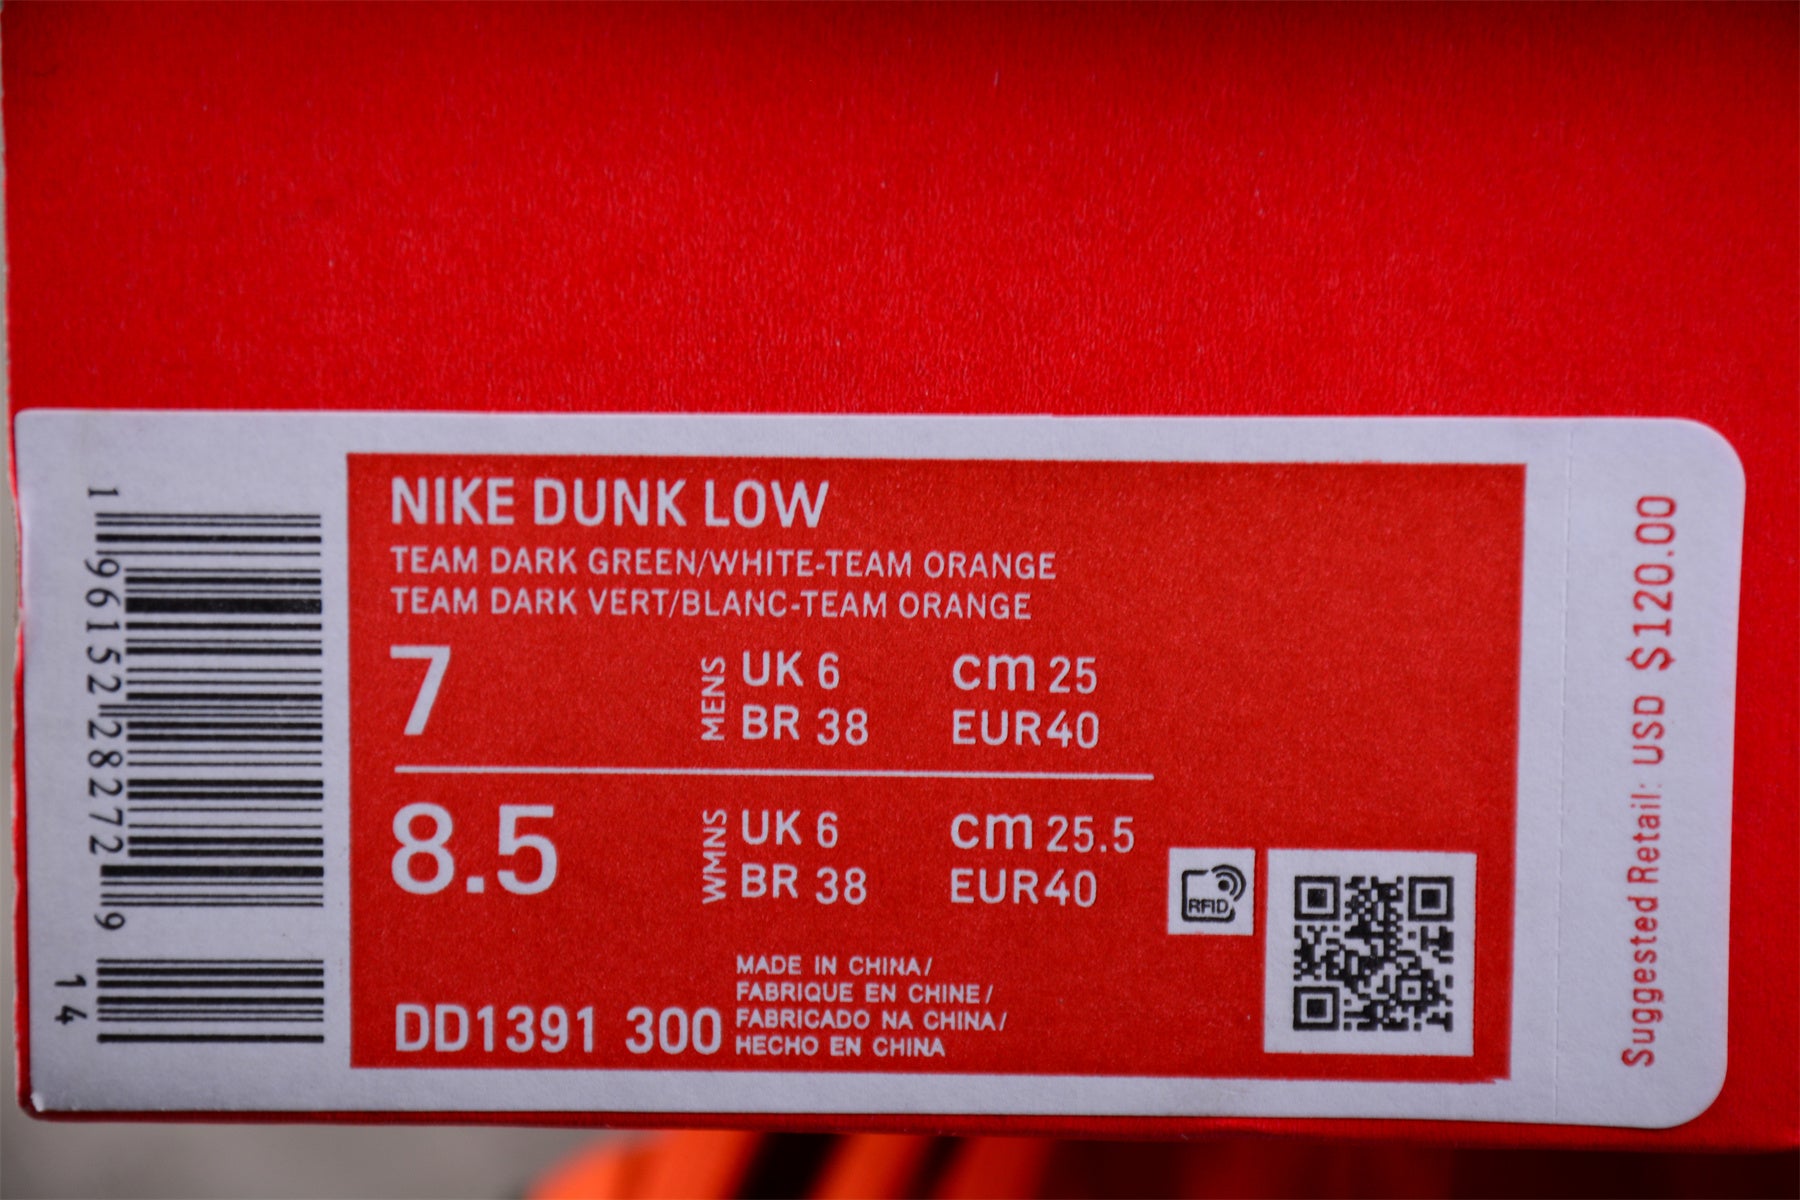 NIKE DUNK LOW
TEAM DARK GREEN/WHITE-TEAM ORANGE
TEAM DARK VERT/BLANC-TEAM ORANGE
7
MENS
UK 6
cm 25
BR 38
EUR40
8.5
WMNS
UK 6
cm 25.5
BR 38
EUR40
RFID
DD1391 300
MADE IN CHINA/
FABRIQUE EN CHINE/
FABRICADO NA CHINA/
HECHO EN CHINA
1 96152 28272 9
14
Suggested Retail: USD $120.00